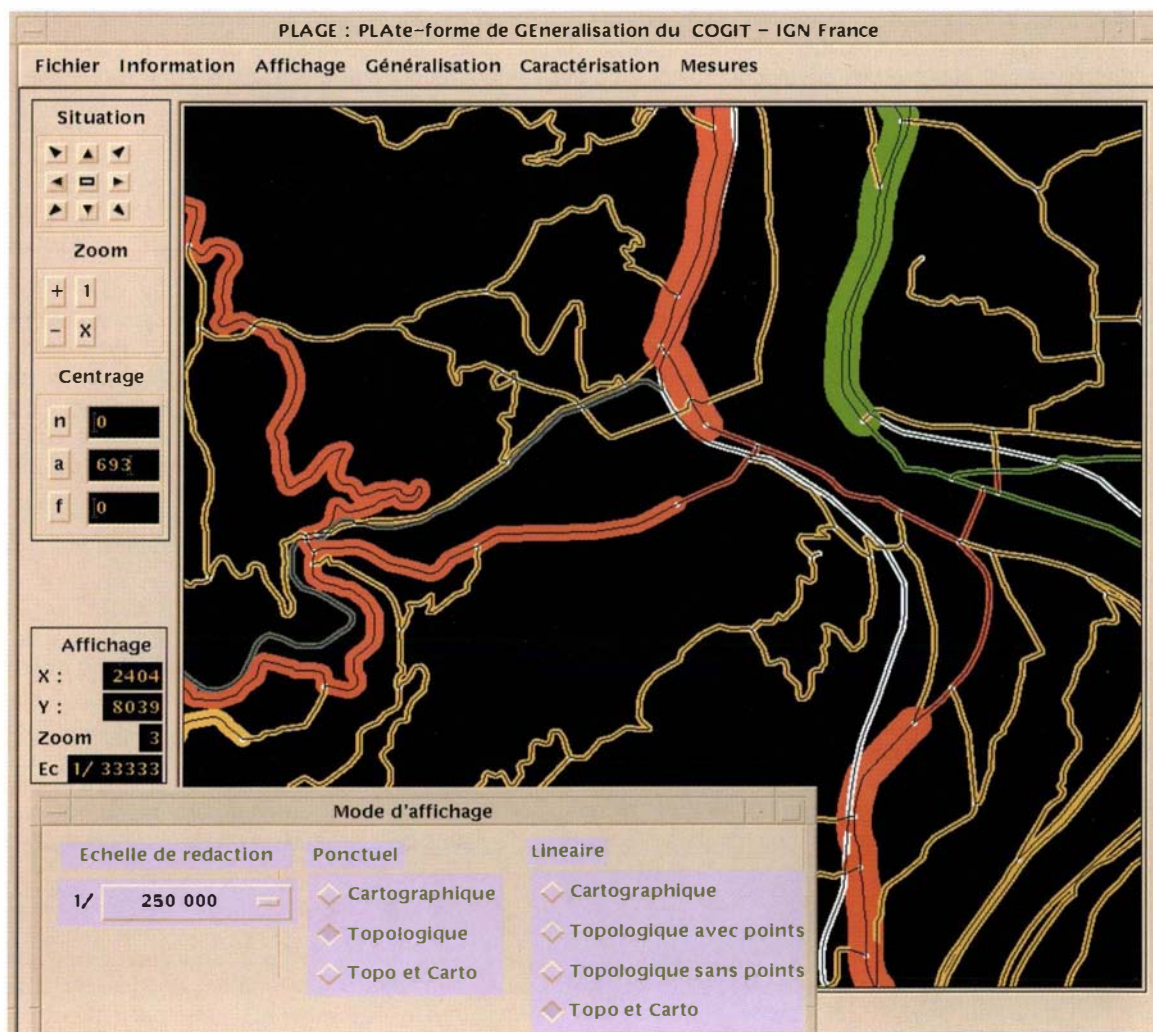 PLAGE : PLAte-forme de GEneralisation du COGIT - IGN France
Fichier Information Affichage Généralisation Caractérisation Mesures
Situation
Zoom
+ 1
- X
Centrage
n 0
a 693
f 0
Affichage
X : 2404
Y : 8039
Zoom 3
Ec 1/ 33333
Mode d'affichage
Echelle de redaction
1/ 250 000
Ponctuel
Cartographique
Topologique
Topo et Carto
Lineaire
Cartographique
Topologique avec points
Topologique sans points
Topo et Carto